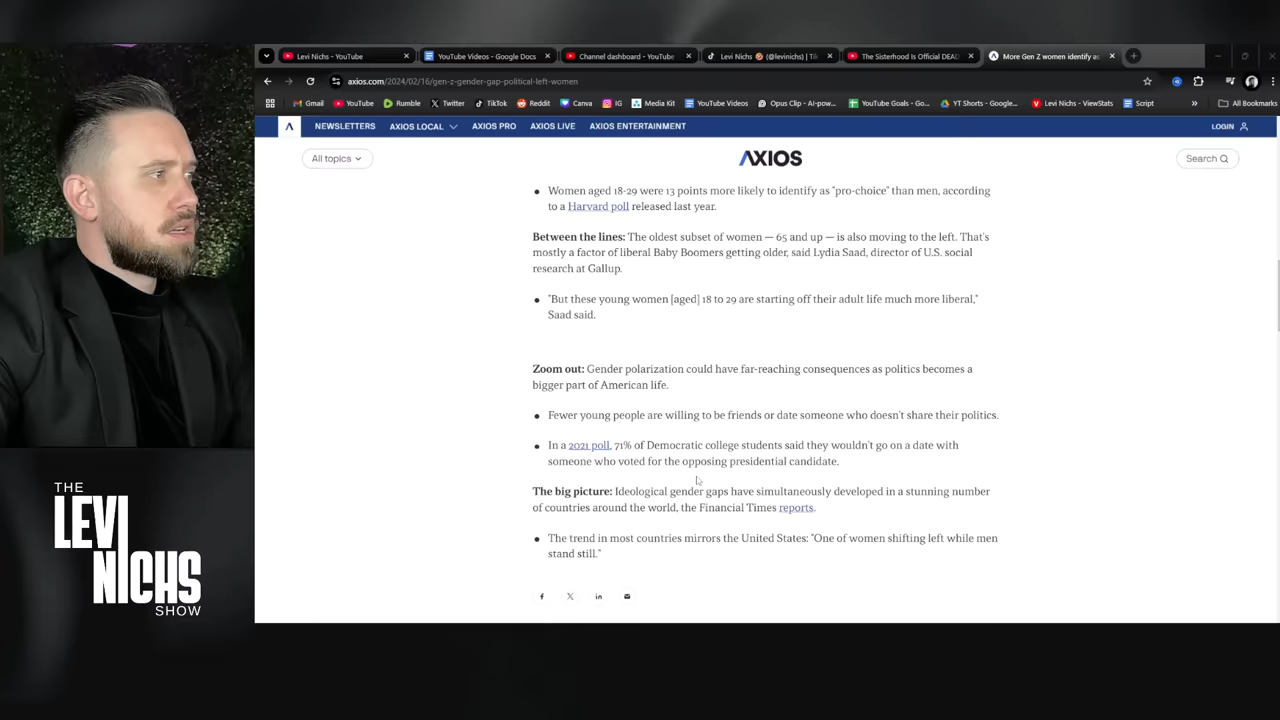 Levi Nichs - YouTube
YouTube Videos - Google Docs
Channel dashboard - YouTube
Levi Nichs 🍪 (@levinichs) | Tik
The Sisterhood Is Official DEAD
More Gen Z women identify as
axios.com/2024/02/16/gen-z-gender-gap-political-left-women
Gmail YouTube Rumble Twitter TikTok Reddit Priffes IG Media Kit YouTube Videos Opus Clip - AI-pow... YouTube Goals - Go... YT Shorts - Google... Levi Nichs - ViewStats Script » All Bookmarks
NEWSLETTERS AXIOS LOCAL AXIOS PRO AXIOS LIVE AXIOS ENTERTAINMENT LOGIN
All topics AXIOS Search
• Women aged 18-29 were 13 points more likely to identify as "pro-choice" than men, according
to a Harvard poll released last year.
Between the lines: The oldest subset of women — 65 and up — is also moving to the left. That's
mostly a factor of liberal Baby Boomers getting older, said Lydia Saad, director of U.S. social
research at Gallup.
• "But these young women [aged] 18 to 29 are starting off their adult life much more liberal,"
Saad said.
Zoom out: Gender polarization could have far-reaching consequences as politics becomes a
bigger part of American life.
• Fewer young people are willing to be friends or date someone who doesn't share their politics.
• In a 2021 poll, 71% of Democratic college students said they wouldn't go on a date with
someone who voted for the opposing presidential candidate.
The big picture: Ideological gender gaps have simultaneously developed in a stunning number
of countries around the world, the Financial Times reports.
• The trend in most countries mirrors the United States: "One of women shifting left while men
stand still."
THE
LEVI
NICHS
SHOW